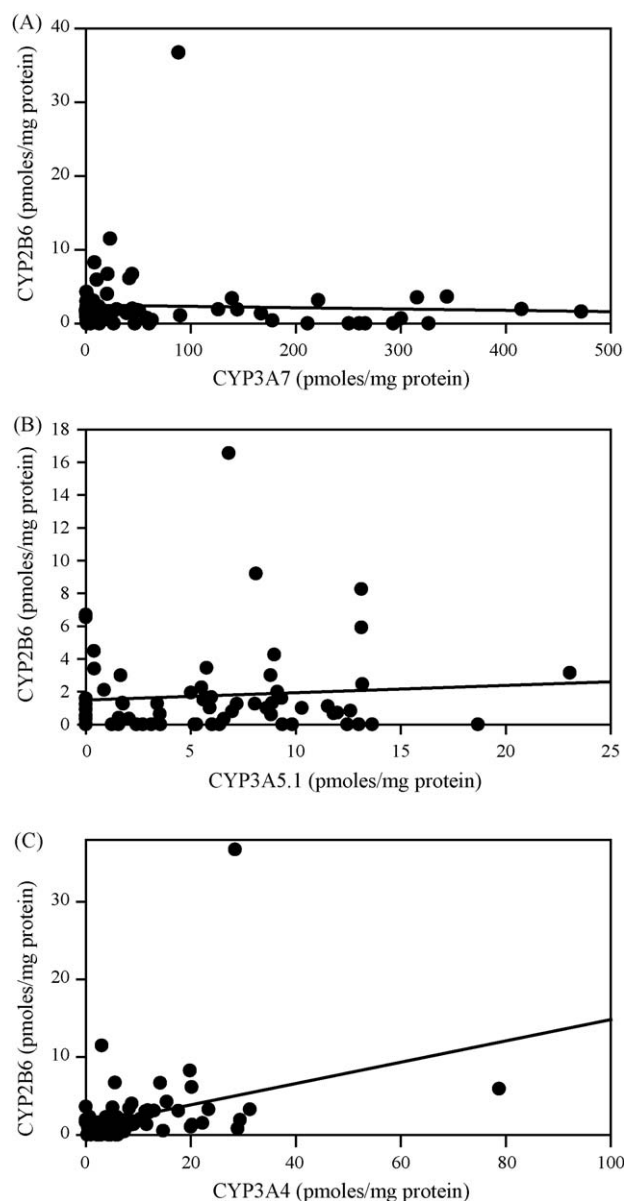 (A)
CYP2B6 (pmoles/mg protein)
40
30
20
10
0
0 100 200 300 400 500
CYP3A7 (pmoles/mg protein)
(B)
CYP2B6 (pmoles/mg protein)
18
16
14
12
10
8
6
4
2
0
0 5 10 15 20 25
CYP3A5.1 (pmoles/mg protein)
(C)
CYP2B6 (pmoles/mg protein)
30
20
10
0
0 20 40 60 80 100
CYP3A4 (pmoles/mg protein)